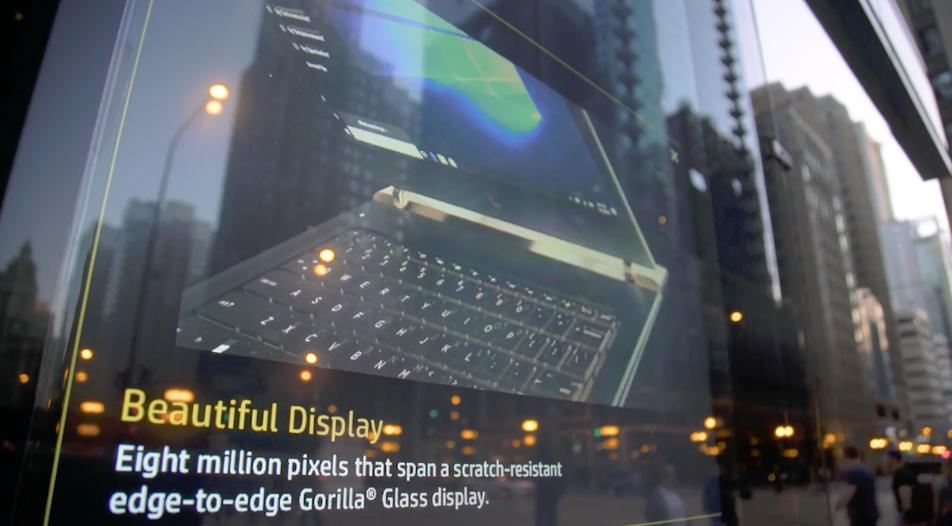 Beautiful Display
Eight million pixels that span a scratch-resistant
edge-to-edge Gorilla® Glass display.